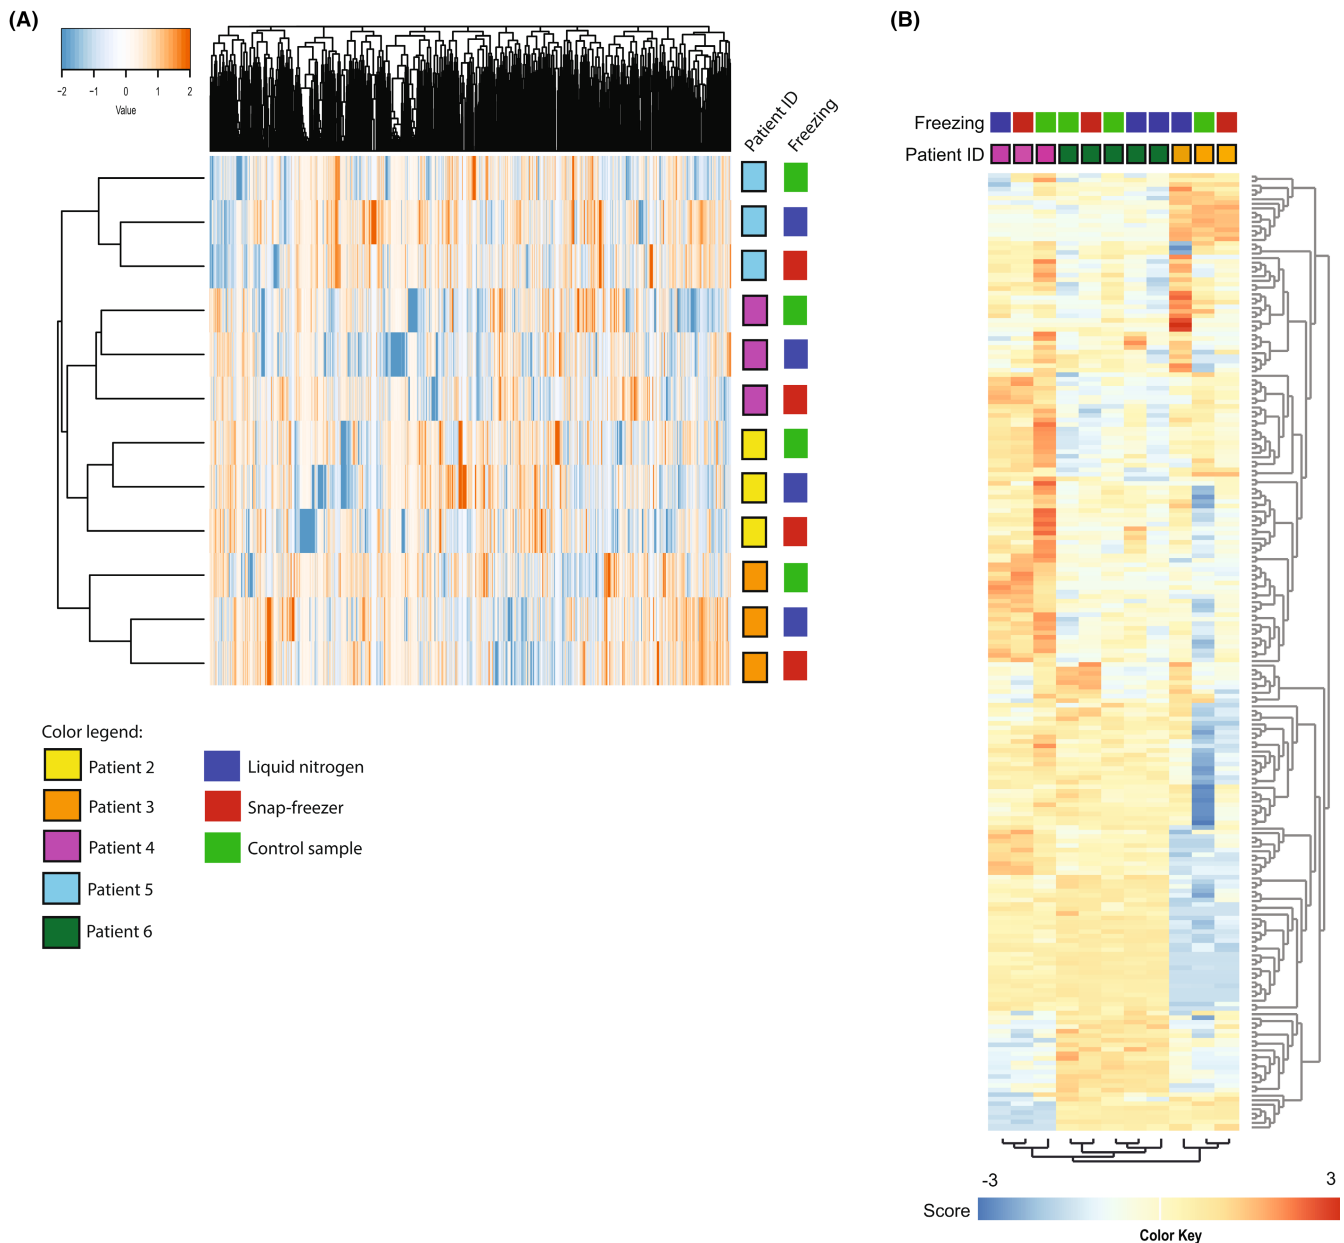 (A)
-2 -1 0 1 2
Value
Patient ID
Freezing
Color legend:
Patient 2
Patient 3
Patient 4
Patient 5
Patient 6
Liquid nitrogen
Snap-freezer
Control sample
(B)
Freezing
Patient ID
-3 3
Score
Color Key